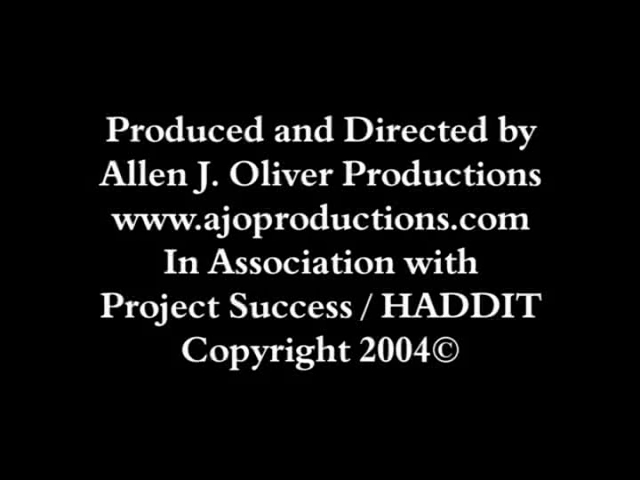 Produced and Directed by
Allen J. Oliver Productions
www.ajoproductions.com
In Association with
Project Success / HADDIT
Copyright 2004©